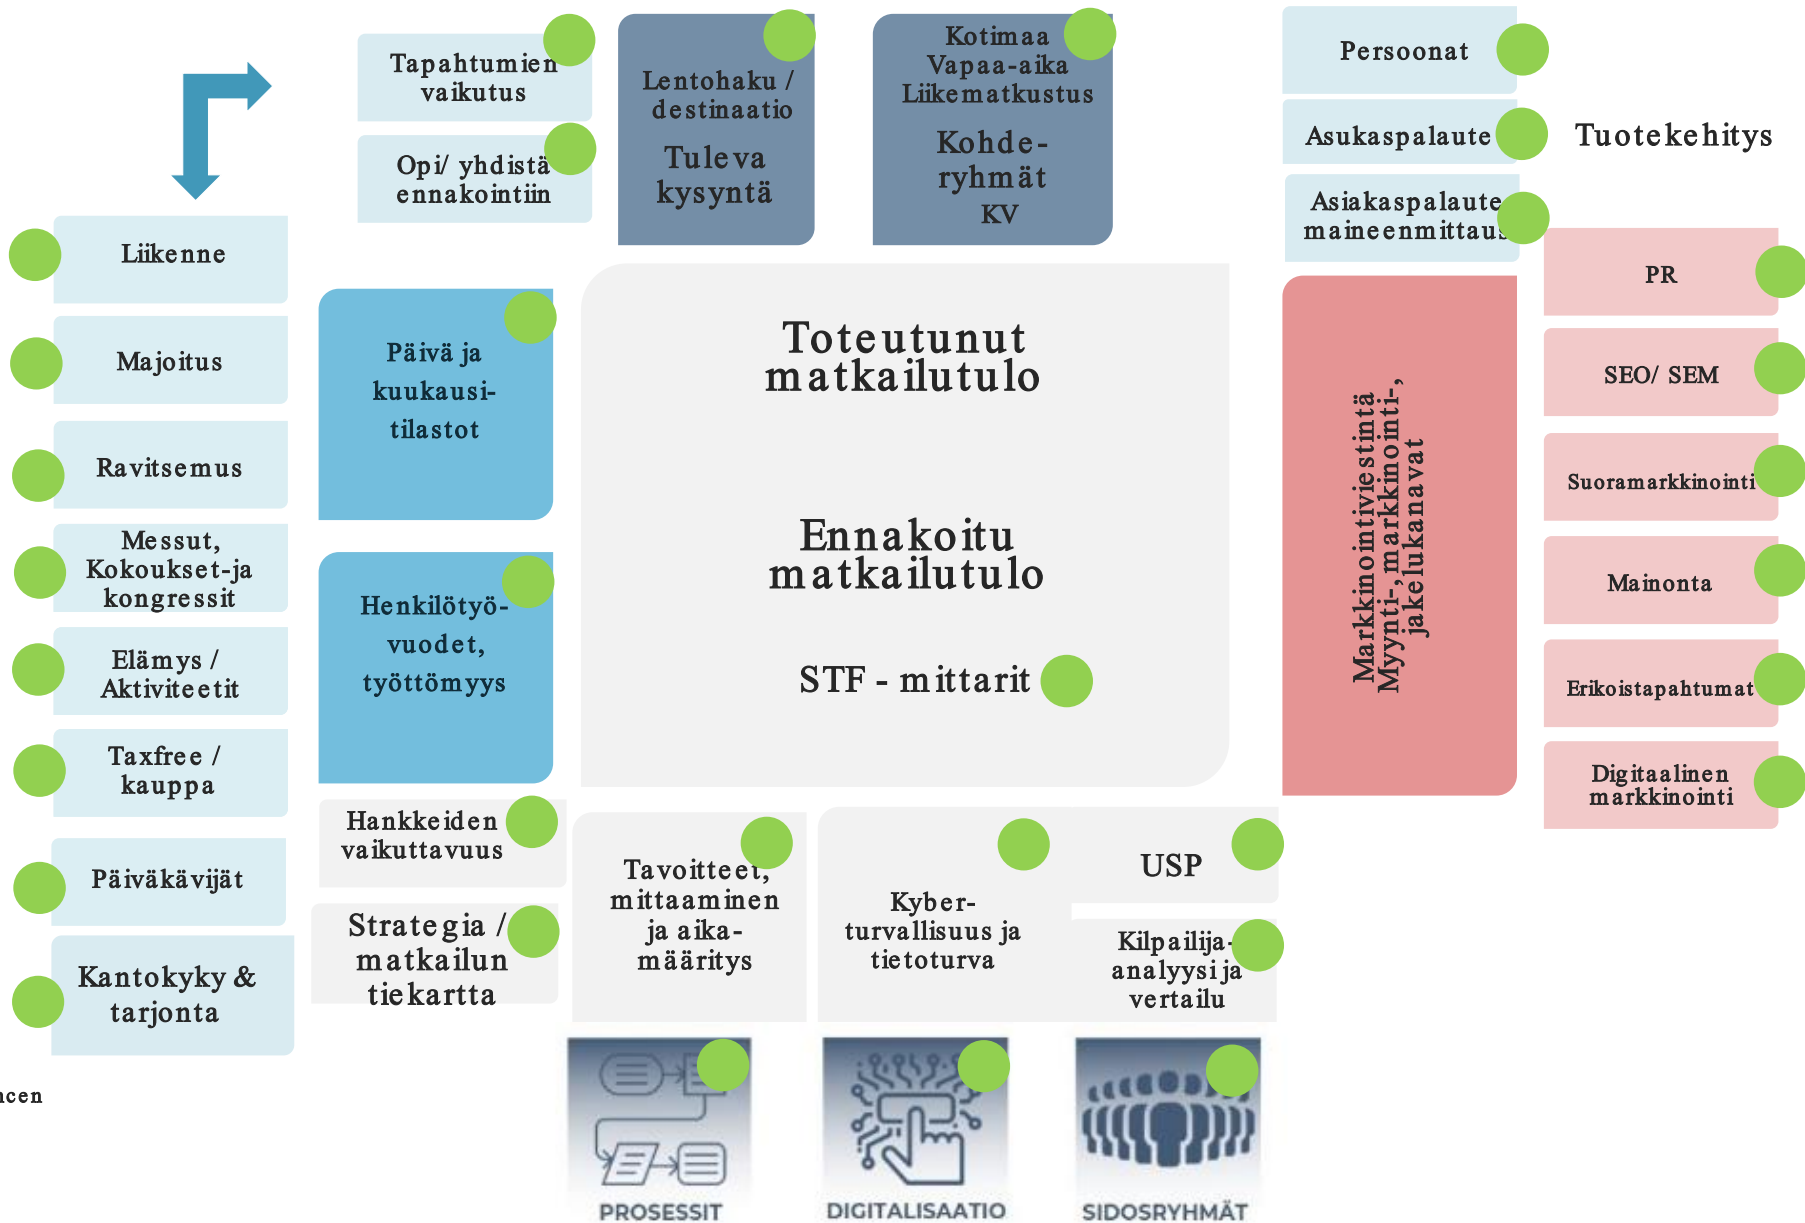 Tapahtumien
vaikutus
Opi/ yhdistä
ennakointiin
Lentohaku /
destinaatio
Tuleva
kysyntä
Kotimaa
Vapaa-aika
Liikematkustus
Kohde-
ryhmät
KV
Persoonat
Asukaspalaute
Asiakaspalaute
maineenmittaus
Tuotekehitys
Liikenne
Majoitus
Ravitsemus
Messut,
Kokoukset-ja
kongressit
Elämys /
Aktiviteetit
Taxfree /
kauppa
Päiväkävijät
Kantokyky &
tarjonta
Päivä ja
kuukausi-
tilastot
Henkilötyö-
vuodet,
työttömyys
Toteutunut
matkailutulo
Ennakoitu
matkailutulo
STF - mittarit
Markkinointiviestintä
Myynti-, markkinointi-,
jakelukanavat
PR
SEO/ SEM
Suoramarkkinointi
Mainonta
Erikoistapahtumat
Digitaalinen
markkinointi
Hankkeiden
vaikuttavuus
Strategia /
matkailun
tiekartta
Tavoitteet,
mittaaminen
ja aika-
määritys
Kyber-
turvallisuus ja
tietoturva
USP
Kilpailija-
analyysi ja
vertailu
PROSESSIT
DIGITALISAATIO
SIDOSRYHMÄT